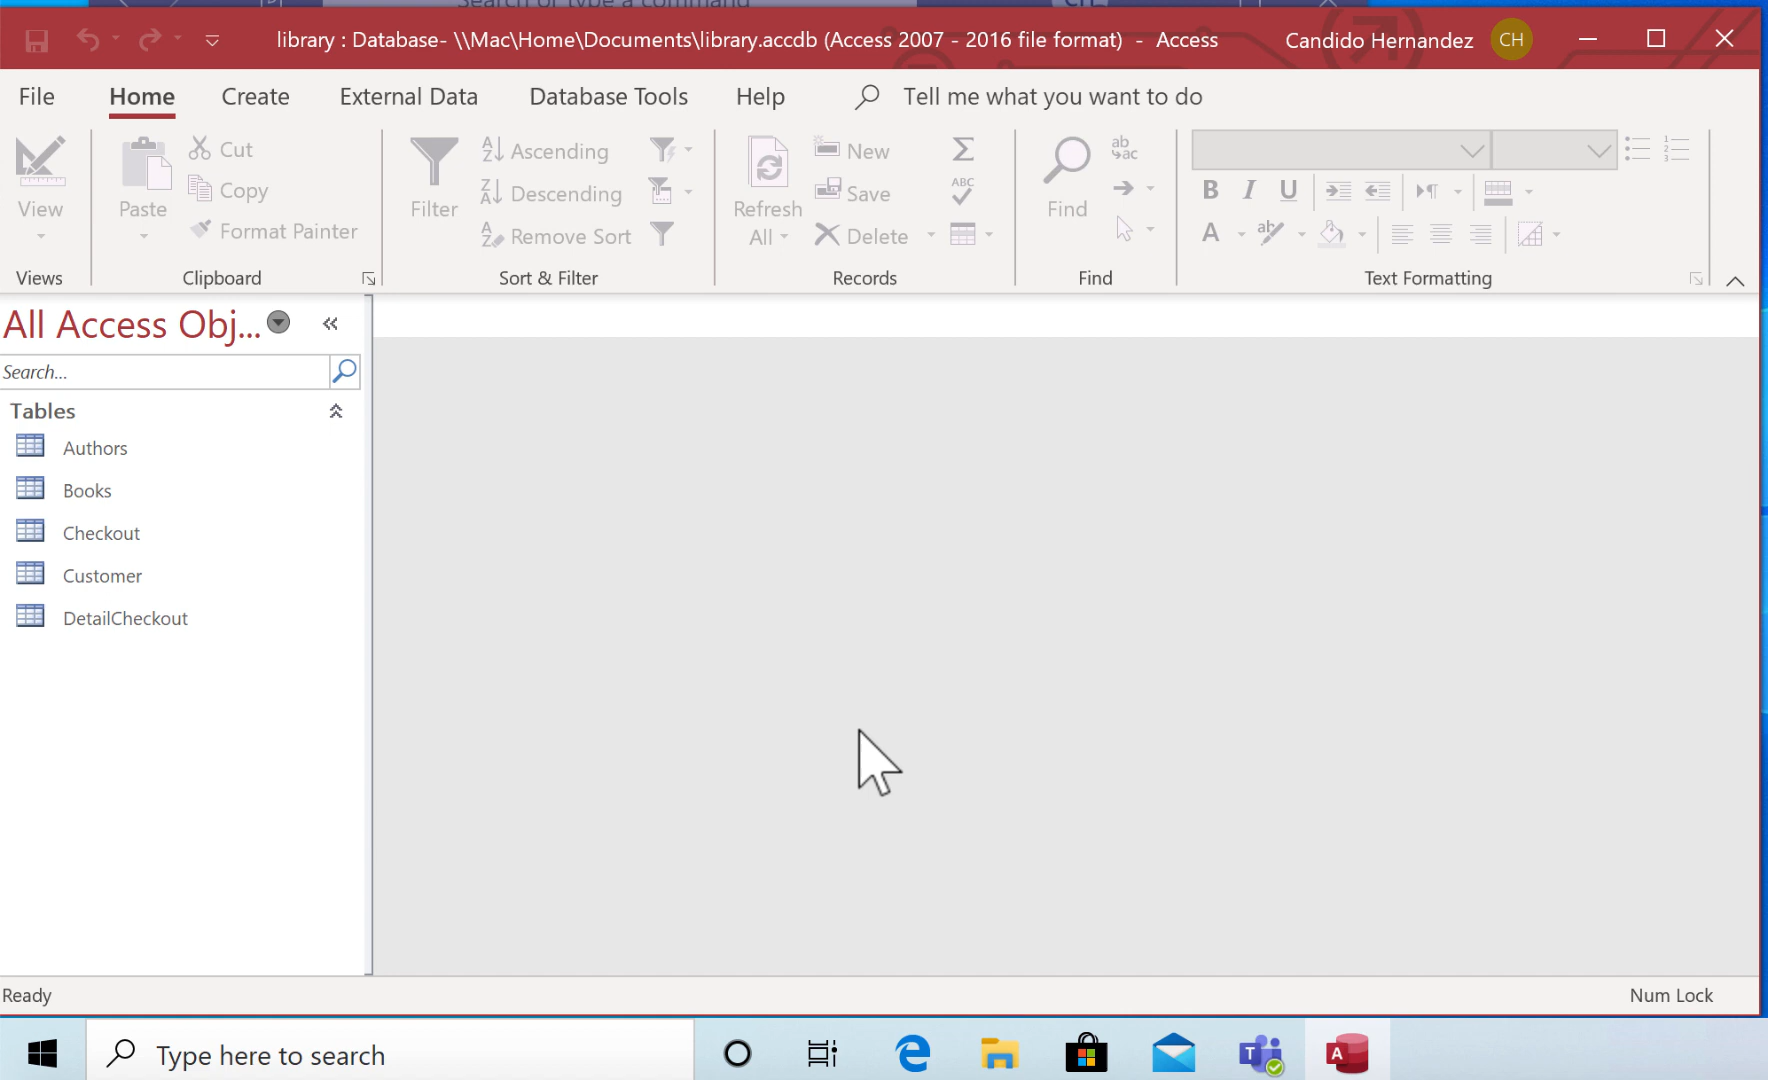 library : Database- \\Mac\Home\Documents\library.accdb (Access 2007 - 2016 file format) - Access
Candido Hernandez CH
File Home Create External Data Database Tools Help Tell me what you want to do
View
Views
Paste
Cut
Copy
Format Painter
Clipboard
Filter
Ascending
Descending
Remove Sort
Sort & Filter
Refresh
All
New
Save
Delete
Records
Find
Find
B I U
A
Text Formatting
All Access Obj...
Search...
Tables
Authors
Books
Checkout
Customer
DetailCheckout
Ready
Num Lock
Type here to search